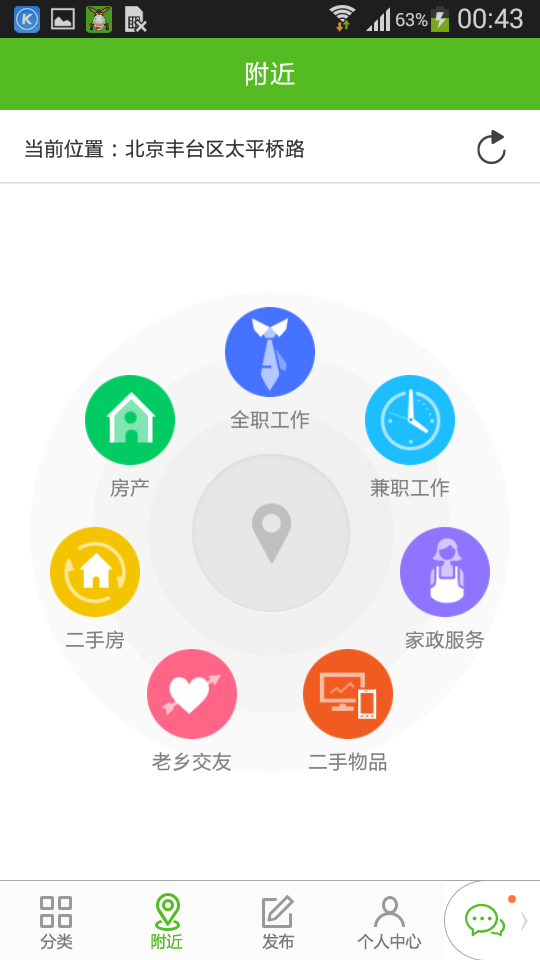 63% 00:43
附近
当前位置：北京丰台区太平桥路
全职工作
房产
兼职工作
二手房
家政服务
老乡交友
二手物品
分类 附近 发布 个人中心